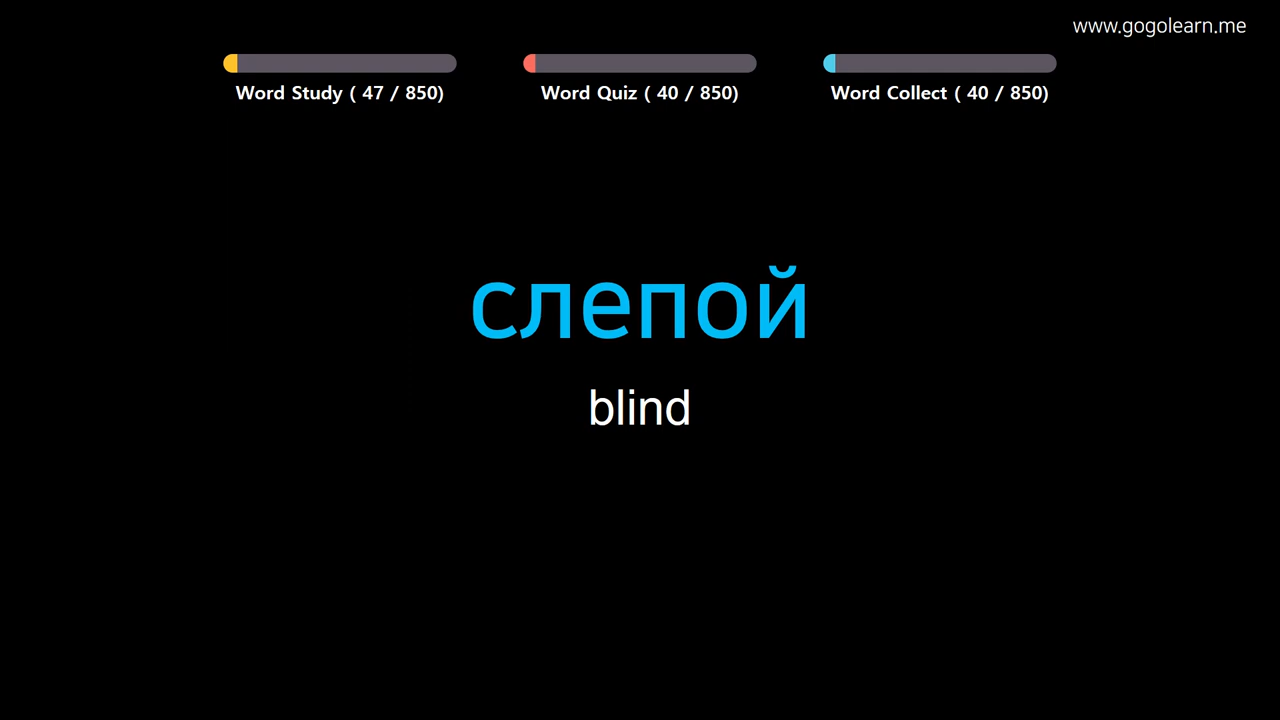 www.gogolearn.me
Word Study ( 47 / 850)
Word Quiz ( 40 / 850)
Word Collect ( 40 / 850)
слепой
blind